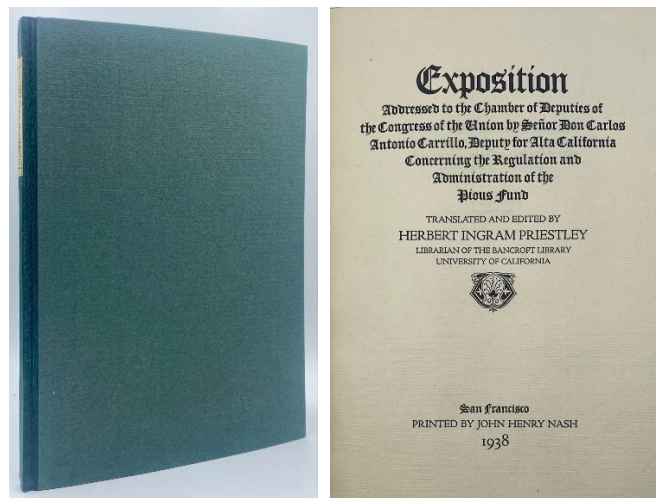 Exposition
Addressed to the Chamber of Deputies of
the Congress of the Union by Señor Don Carlos
Antonio Carrillo, Deputy for Alta California
Concerning the Regulation and
Administration of the
Pious Fund
TRANSLATED AND EDITED BY
HERBERT INGRAM PRIESTLEY
LIBRARIAN OF THE BANCROFT LIBRARY
UNIVERSITY OF CALIFORNIA
San Francisco
PRINTED BY JOHN HENRY NASH
1938